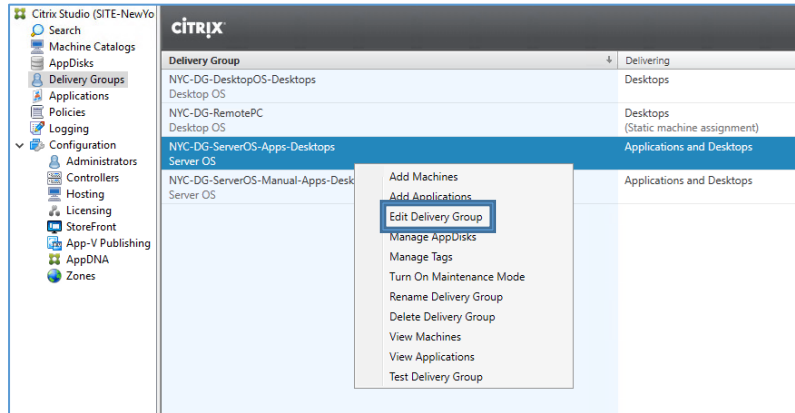 Citrix Studio (SITE-NewYo
Search
Machine Catalogs
AppDisks
Delivery Groups
Applications
Policies
Logging
Configuration
Administrators
Controllers
Hosting
Licensing
StoreFront
App-V Publishing
AppDNA
Zones
CİTRIX
Delivery Group Delivering
NYC-DG-DesktopOS-Desktops Desktops
Desktop OS
NYC-DG-RemotePC Desktops
Desktop OS (Static machine assignment)
NYC-DG-ServerOS-Apps-Desktops Applications and Desktops
Server OS
NYC-DG-ServerOS-Manual-Apps-Desk Applications and Desktops
Server OS
Add Machines
Add Applications
Edit Delivery Group
Manage AppDisks
Manage Tags
Turn On Maintenance Mode
Rename Delivery Group
Delete Delivery Group
View Machines
View Applications
Test Delivery Group